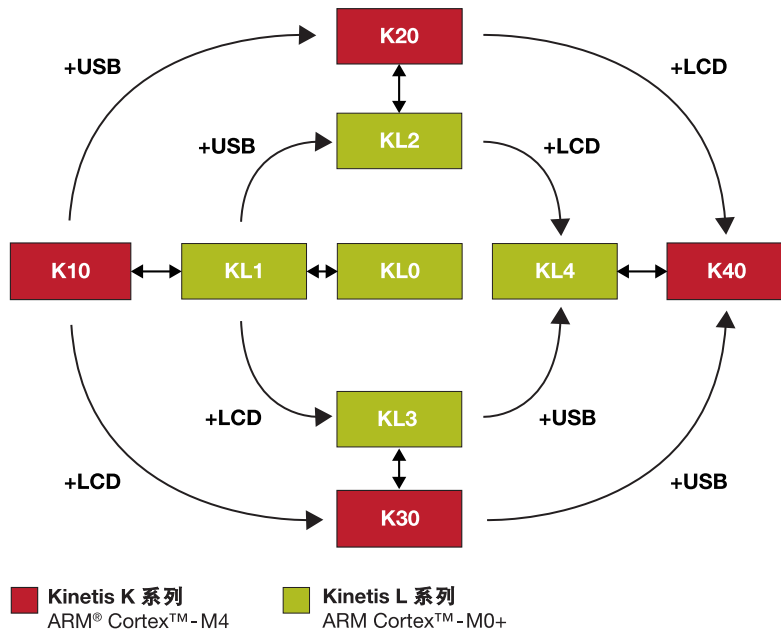 K20
+USB
+LCD
KL2
+USB
+LCD
K10
KL1
KL0
KL4
K40
KL3
+LCD
+USB
+LCD
+USB
K30
Kinetis K 系列
ARM® Cortex™-M4
Kinetis L 系列
ARM Cortex™-M0+